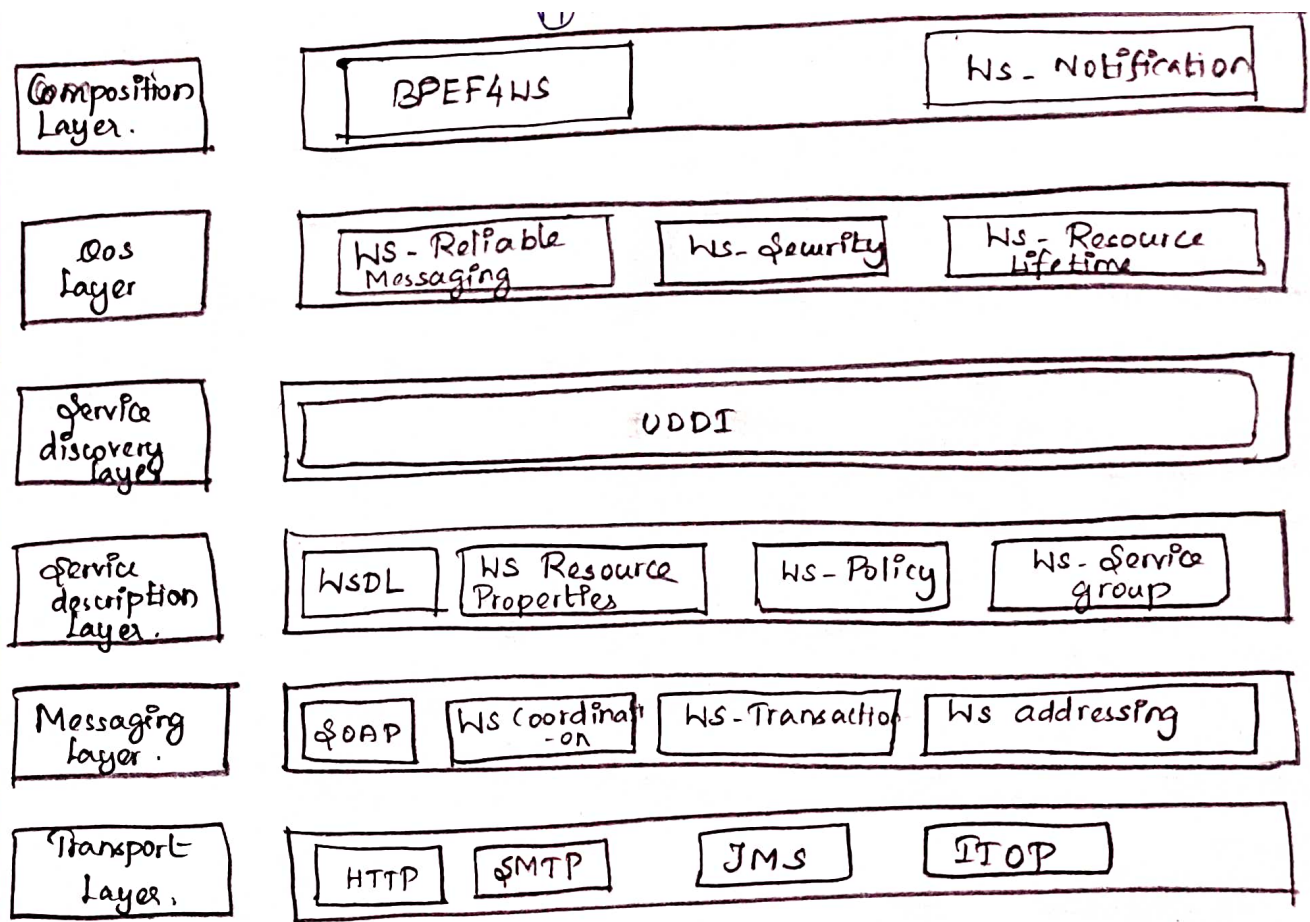 1
Composition
Layer.
BPEF4WS
WS - Notification
Qos
Layer
WS - Reliable
Messaging
WS - Security
WS - Resource
Lifetime
Service
discovery
layer
UDDI
Service
description
Layer.
WSDL
WS Resource
Properties
WS - Policy
WS - Service
group
Messaging
Layer.
SOAP
WS Coordinati
-on
WS - Transactio
WS addressing
Transport
Layer.
HTTP
SMTP
JMS
IIOP